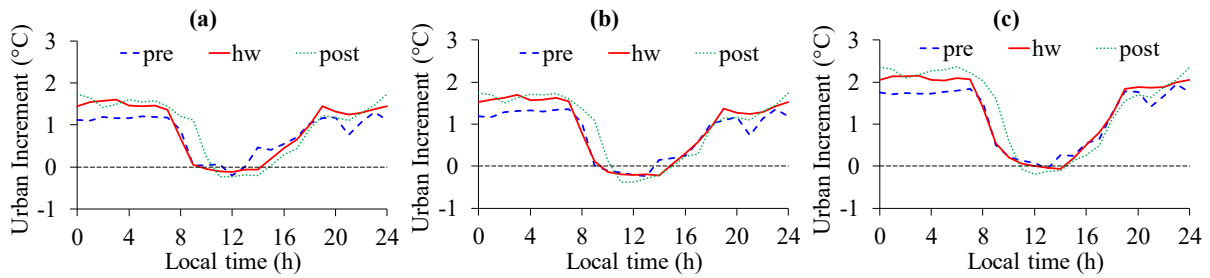 (a)
Urban Increment (°C)
3
2
1
0
-1
pre hw post
0 4 8 12 16 20 24
Local time (h)
(b)
Urban Increment (°C)
3
2
1
0
-1
pre hw post
0 4 8 12 16 20 24
Local time (h)
(c)
Urban Increment (°C)
3
2
1
0
-1
pre hw post
0 4 8 12 16 20 24
Local time (h)